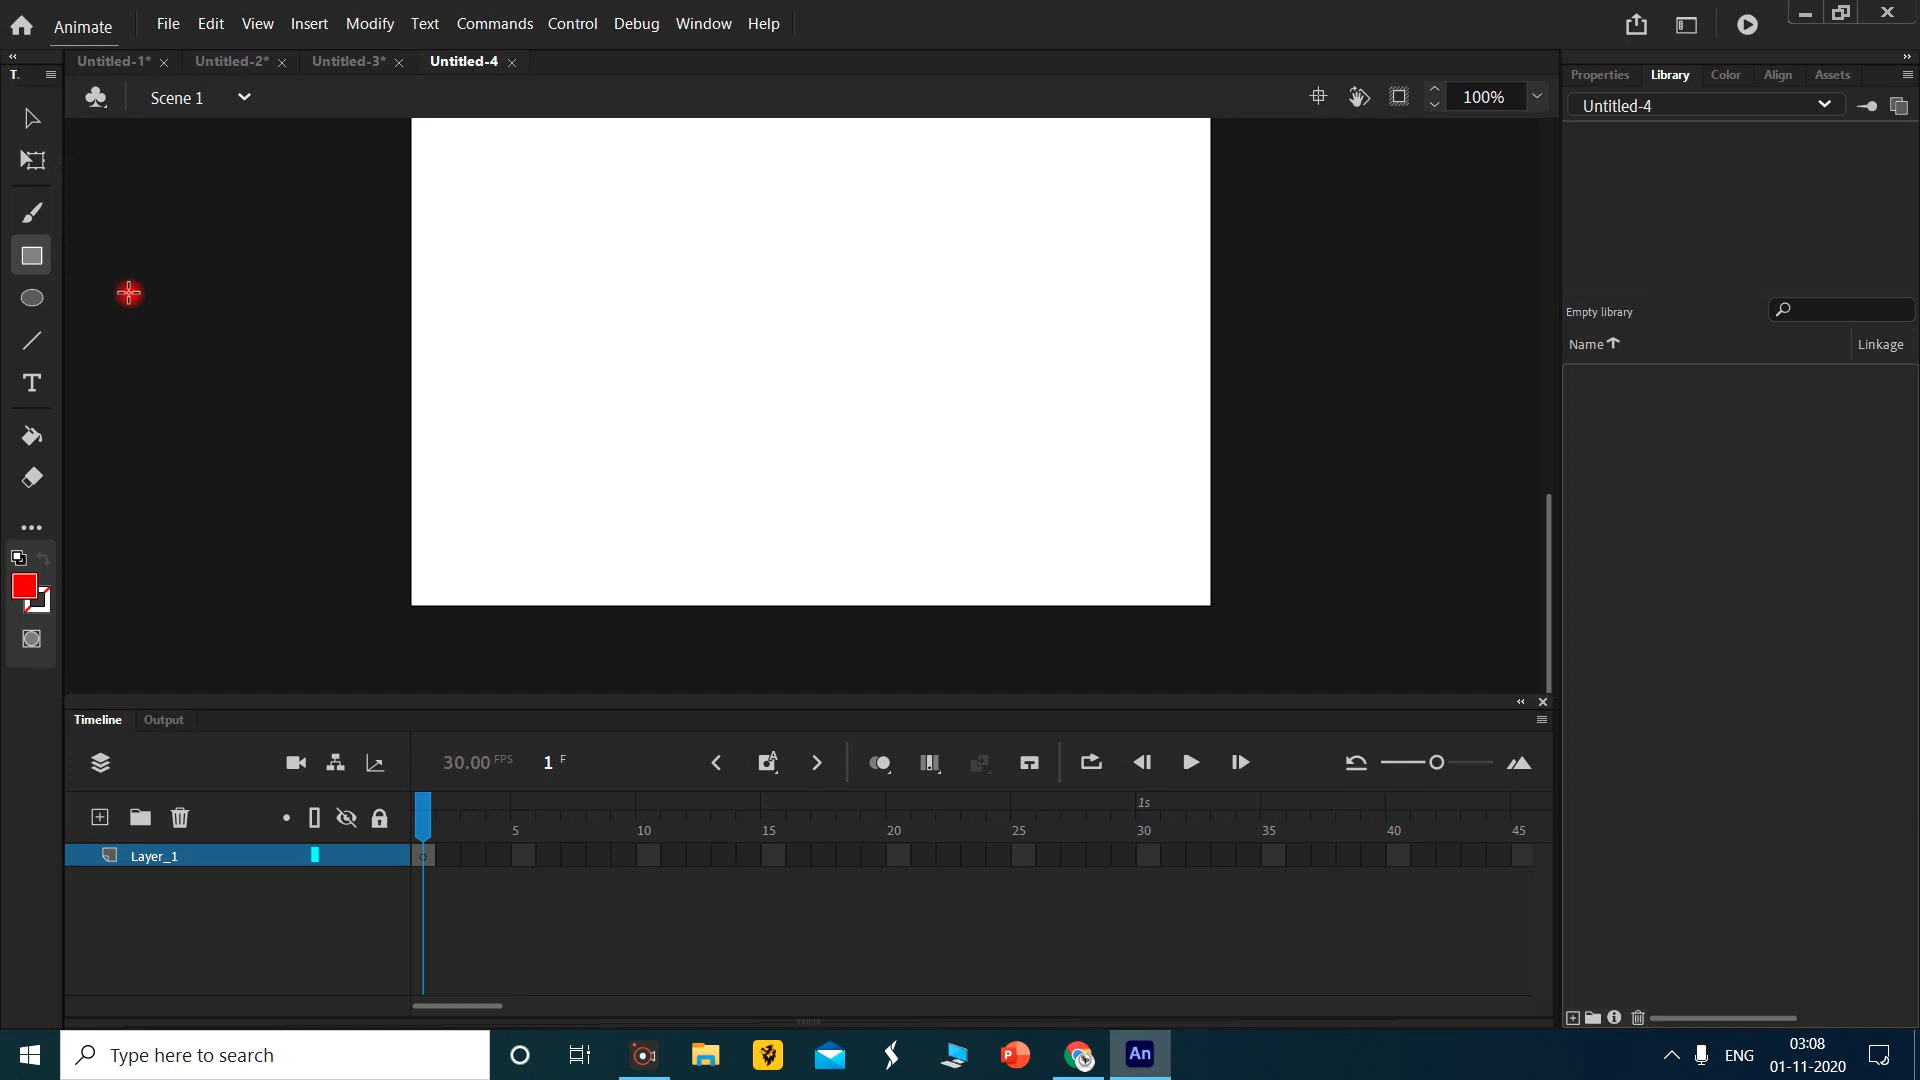 Animate File Edit View Insert Modify Text Commands Control Debug Window Help
Untitled-1* Untitled-2* Untitled-3* Untitled-4
T.
Scene 1
100%
Properties Library Color Align Assets
Untitled-4
Empty library
Name Linkage
T
Timeline Output
30.00 FPS 1 F
1s
5 10 15 20 25 30 35 40 45
Layer_1
Type here to search
An
ENG
03:08
01-11-2020